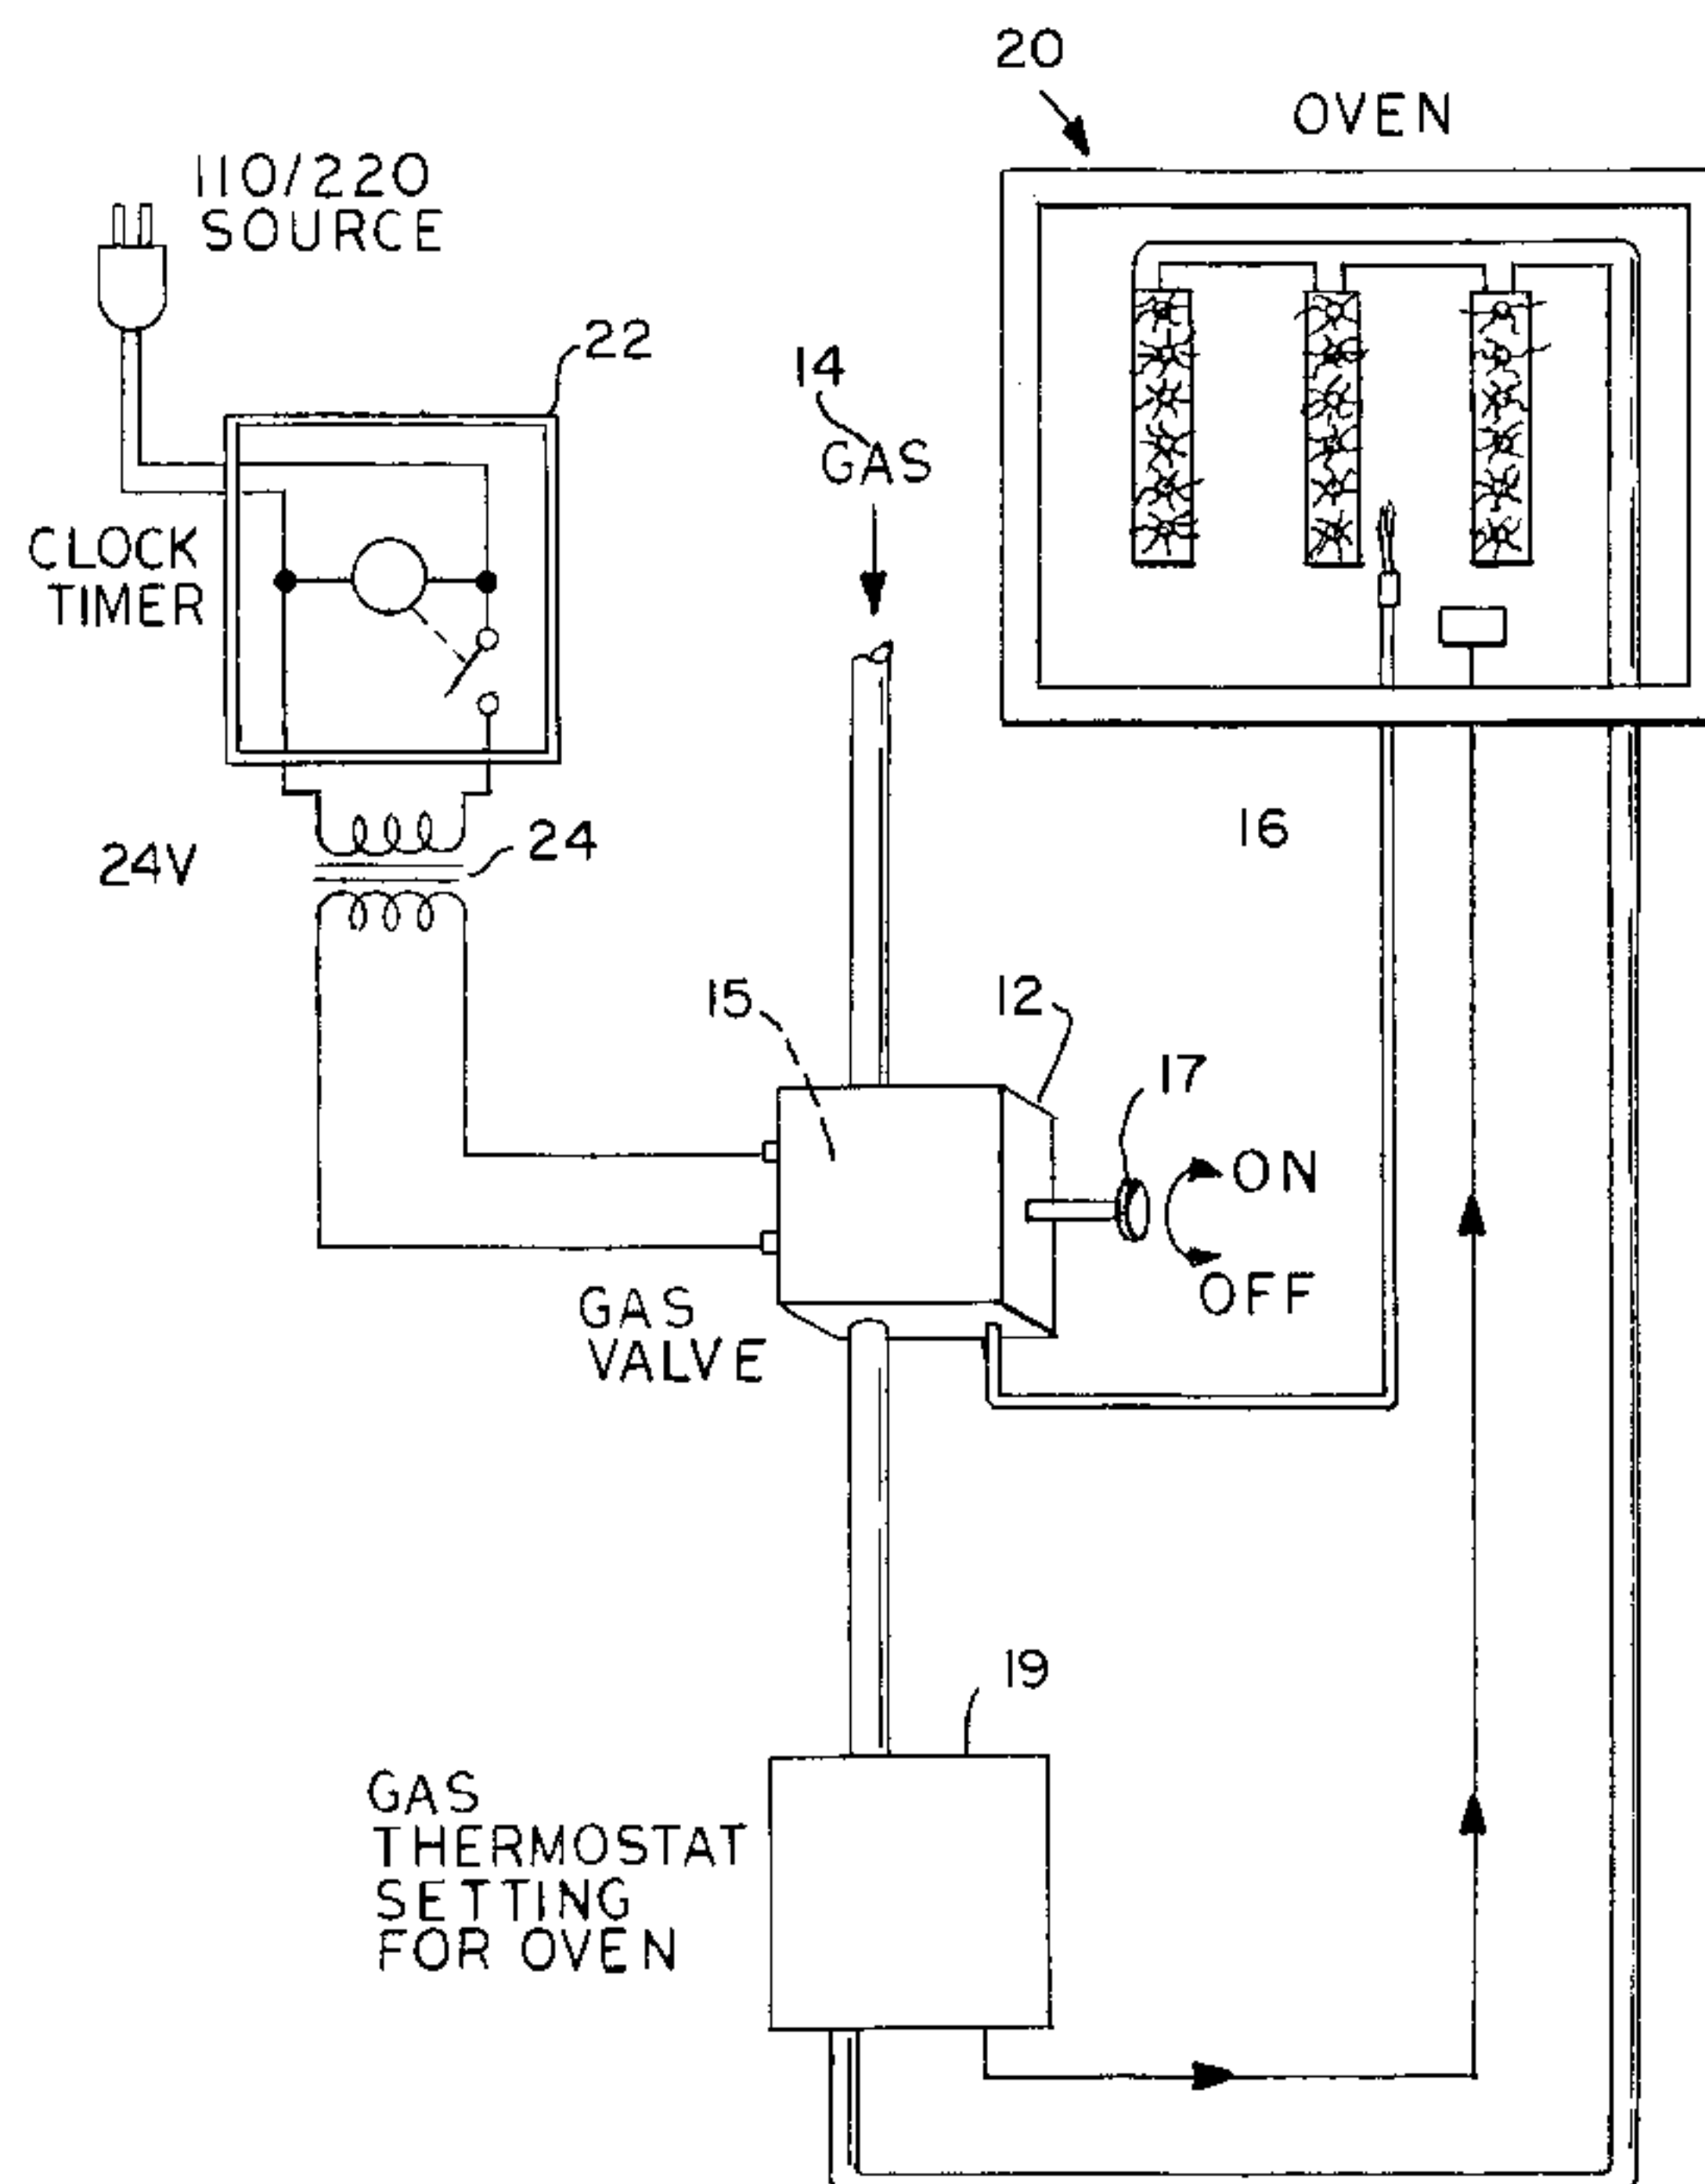 20
OVEN
110/220
SOURCE
22
14
GAS
CLOCK
TIMER
16
24V
24
15
12
17
ON
OFF
GAS
VALVE
19
GAS
THERMOSTAT
SETTING
FOR OVEN